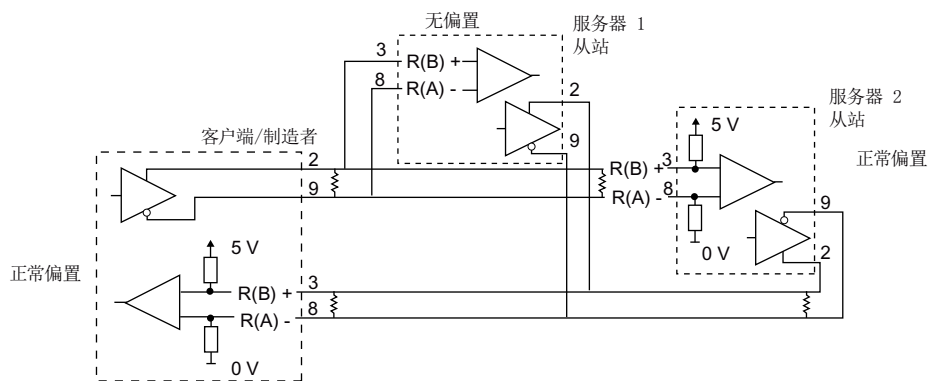 无偏置
服务器 1
从站
3
R(B) +
8
R(A) -
2
9
服务器 2
从站
5 V
正常偏置
客户端/制造者
2
9
R(B) +
3
R(A) -
8
0 V
9
2
正常偏置
5 V
R(B) +
3
R(A) -
8
0 V